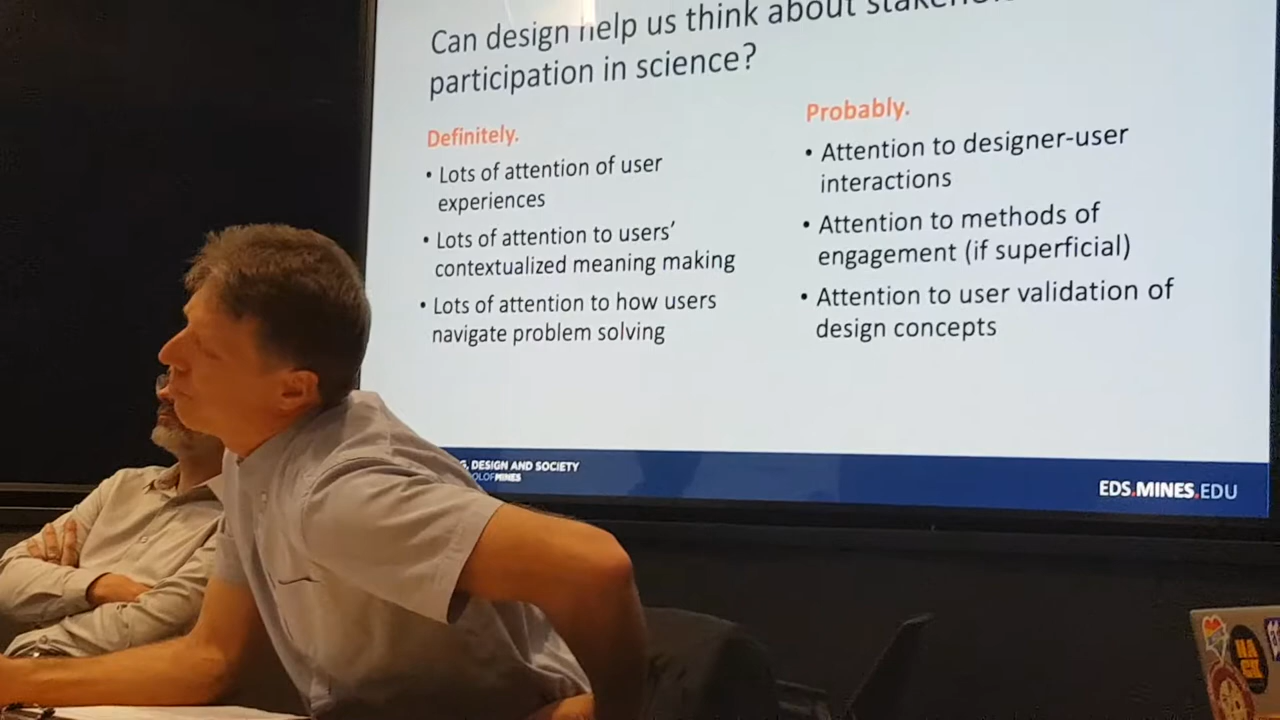 Can design help us think about
participation in science?
Definitely.
• Lots of attention of user
experiences
• Lots of attention to users'
contextualized meaning making
• Lots of attention to how users
navigate problem solving
Probably.
• Attention to designer-user
interactions
• Attention to methods of
engagement (if superficial)
• Attention to user validation of
design concepts
DESIGN AND SOCIETY
MINES
EDS.MINES.EDU
HA
CK